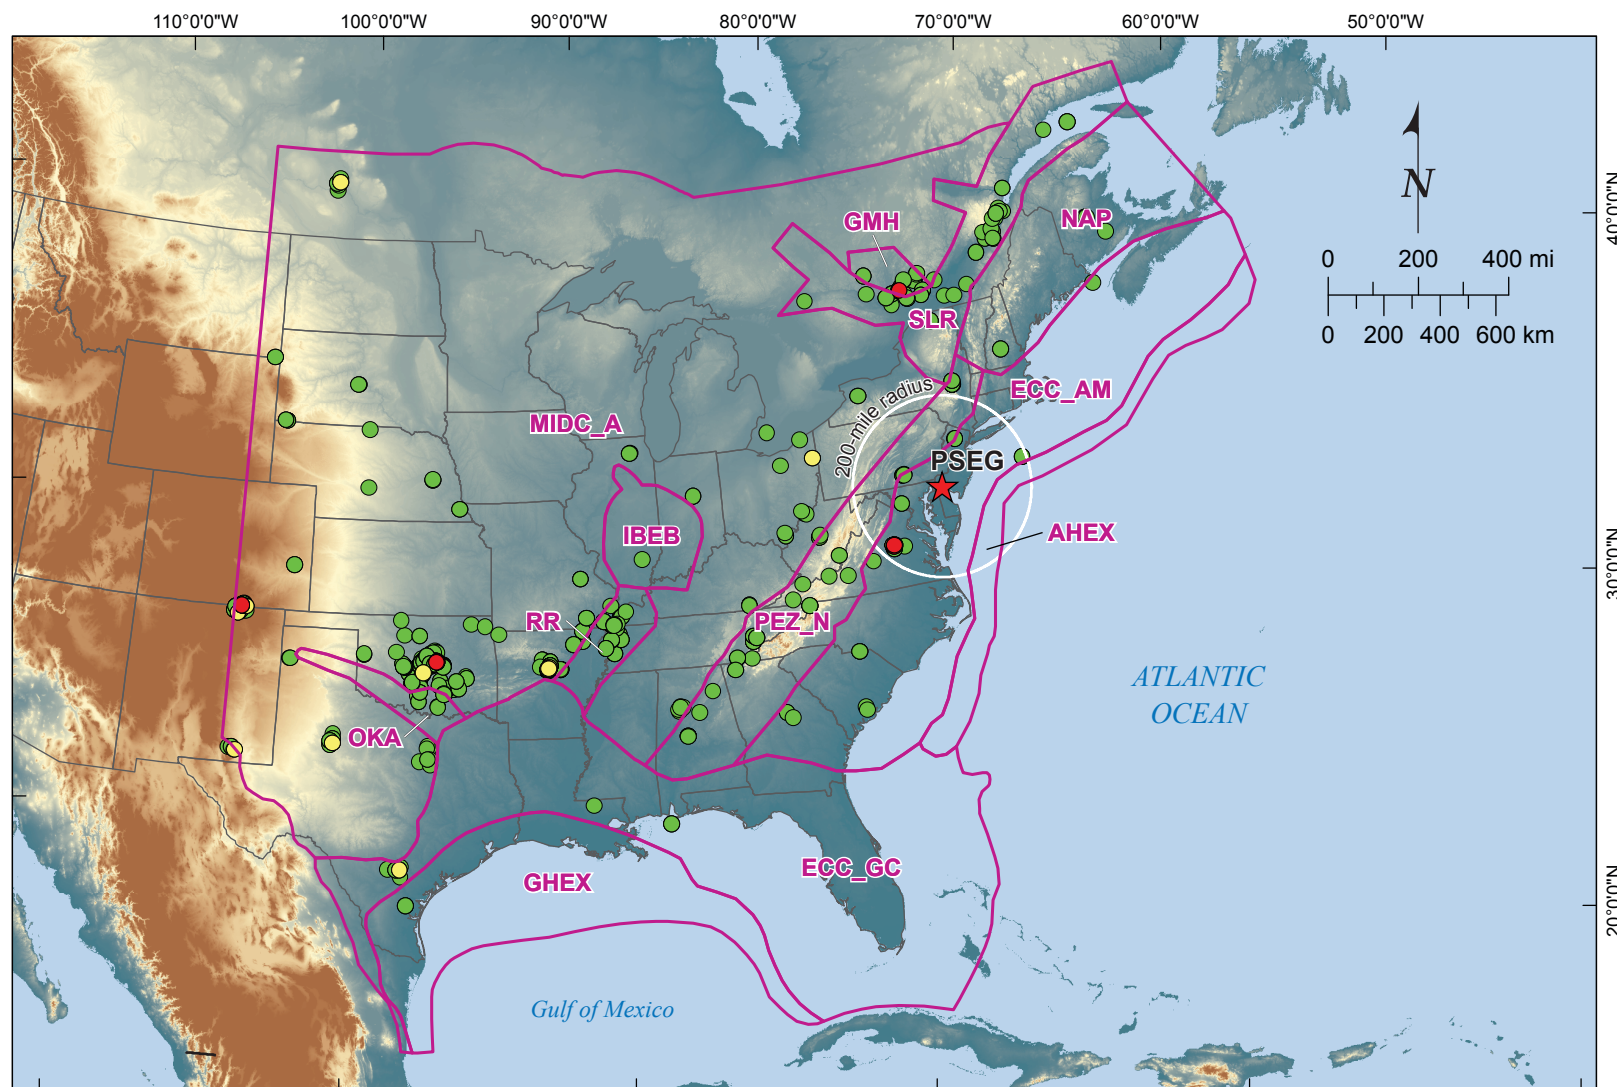 110°0'0"W 100°0'0"W 90°0'0"W 80°0'0"W 70°0'0"W 60°0'0"W 50°0'0"W
40°0'0"N
30°0'0"N
20°0'0"N
N
0 200 400 mi
0 200 400 600 km
GMH
NAP
SLR
ECC_AM
200-mile radius
MIDC_A
PSEG
IBEB
AHEX
RR
PEZ_N
OKA
ATLANTIC
OCEAN
ECC_GC
GHEX
Gulf of Mexico